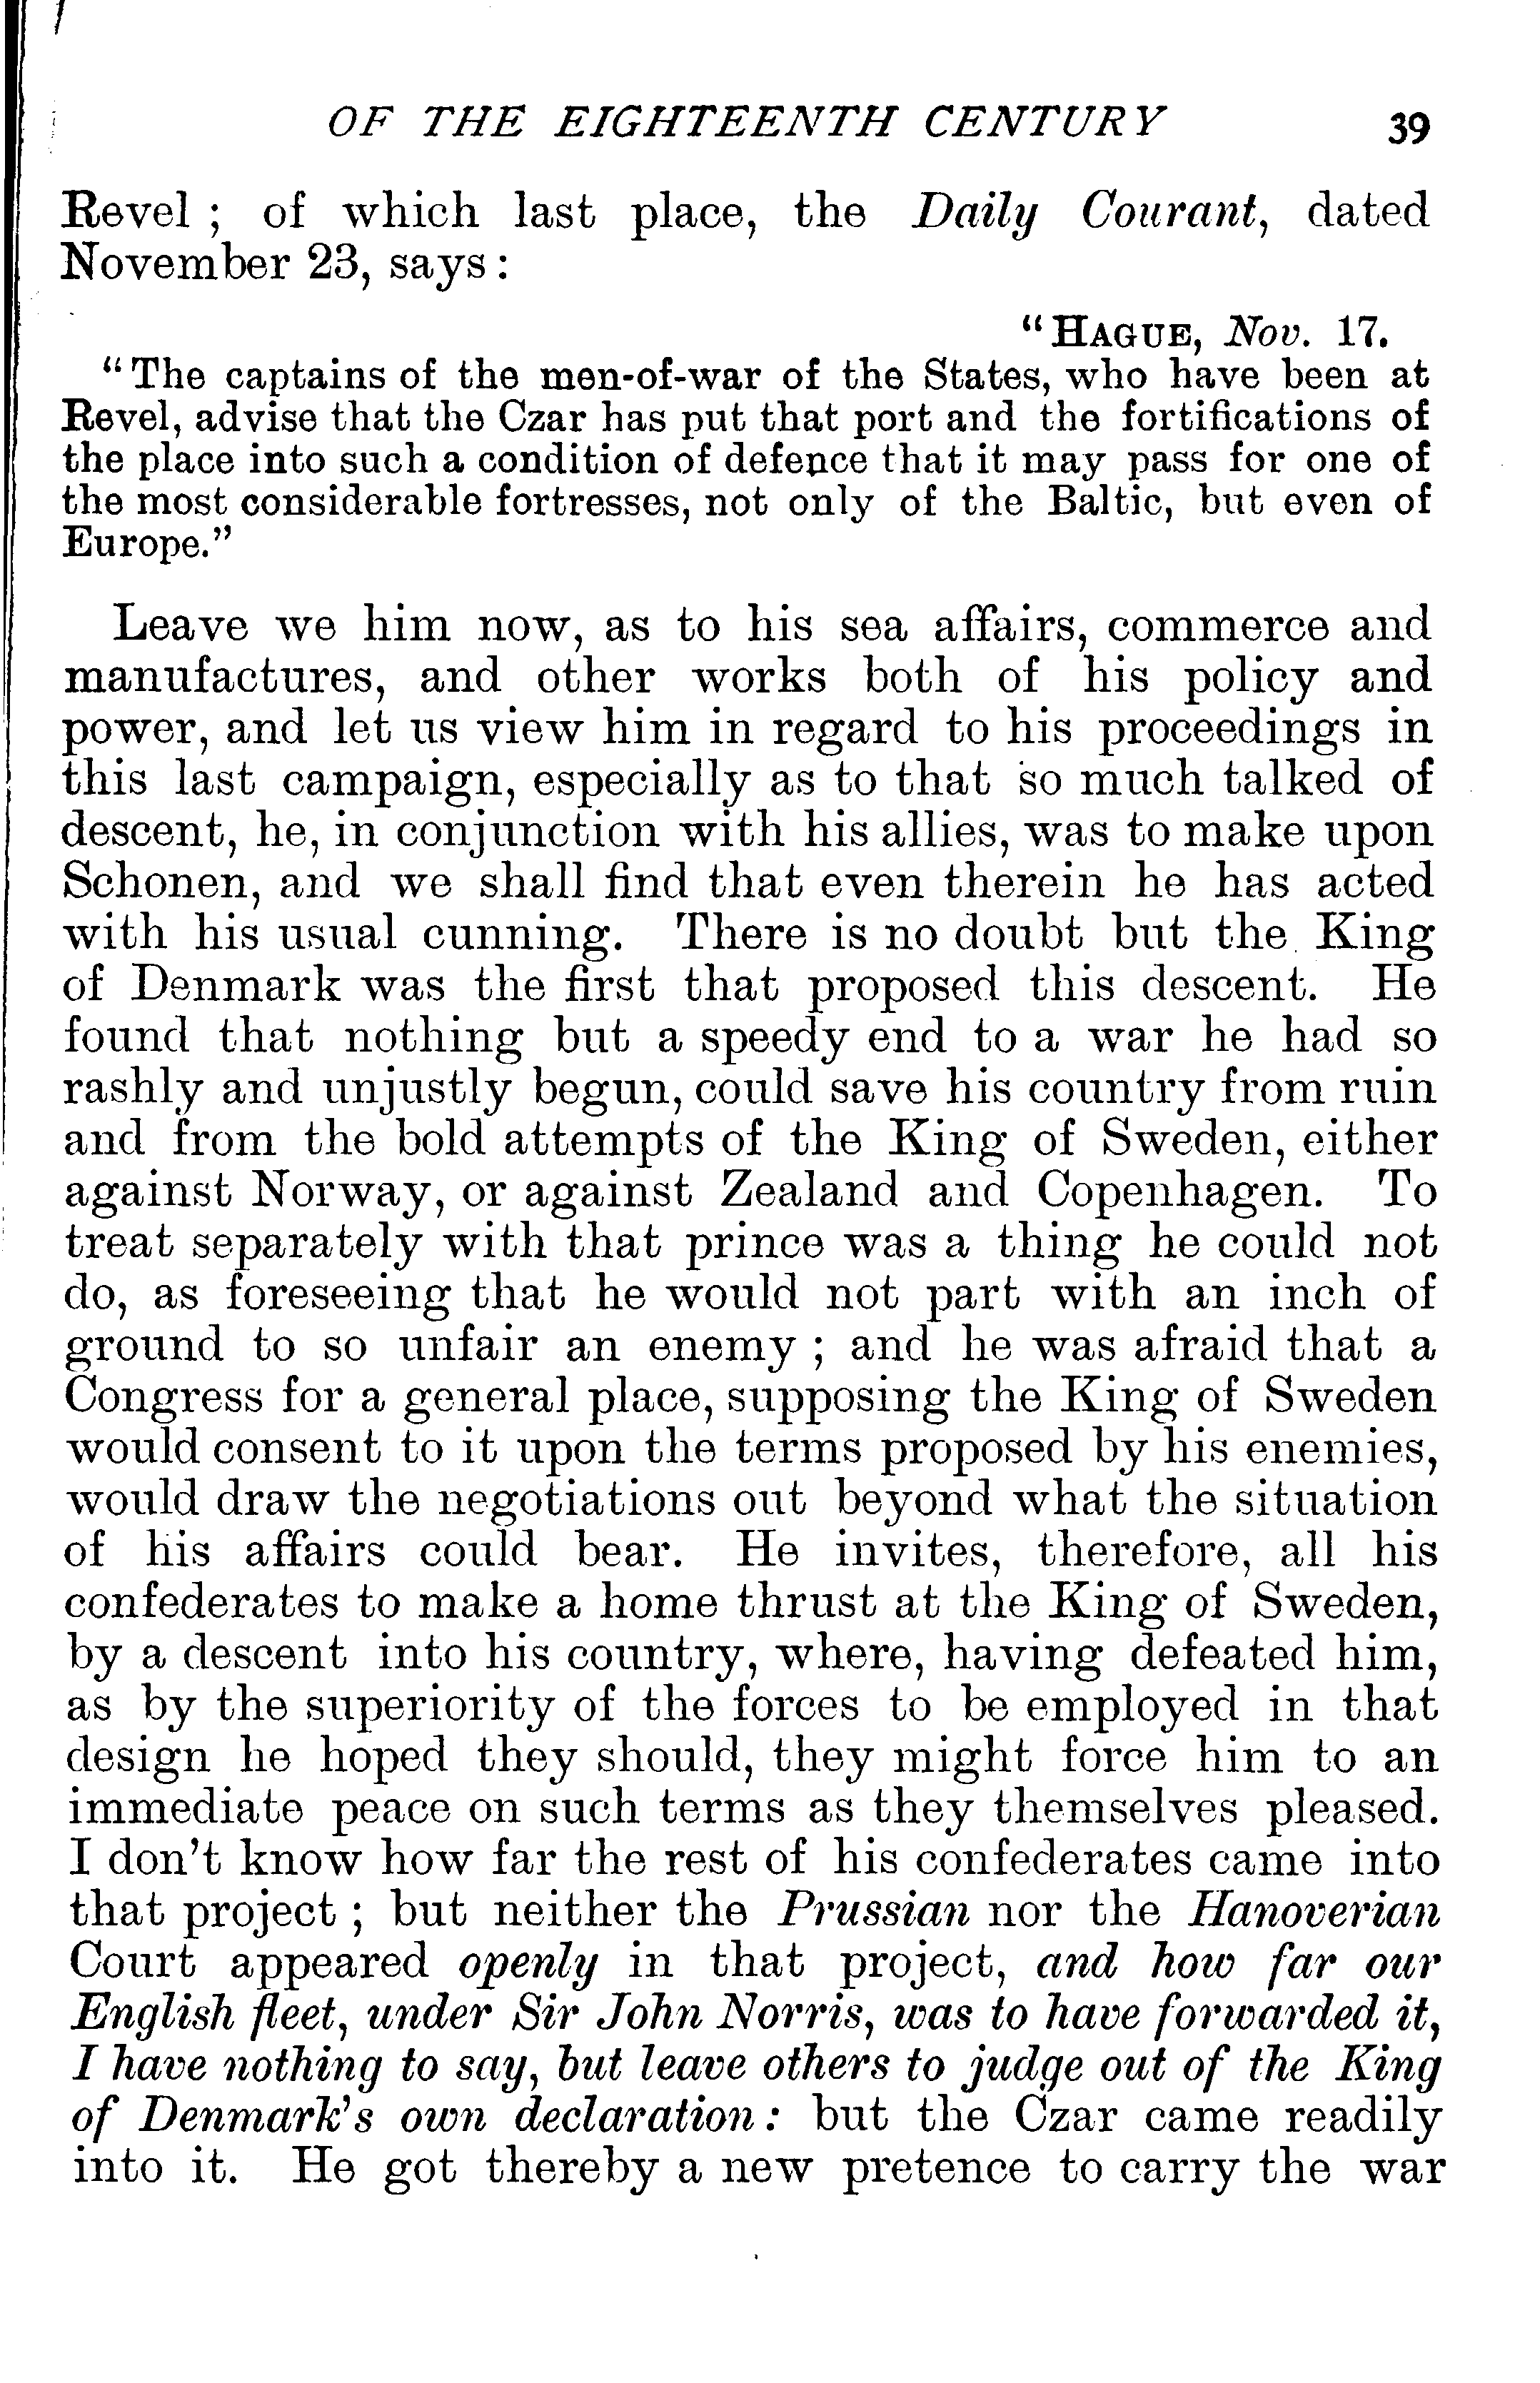 OF THE EIGHTEENTH CENTURY 39
Revel ; of which last place, the Daily Courant, dated
November 23, says :
“ HAGUE, Nov. 17.
“ The captains of the men-of-war of the States, who have been at
Revel, advise that the Czar has put that port and the fortifications of
the place into such a condition of defence that it may pass for one of
the most considerable fortresses, not only of the Baltic, but even of
Europe.”
Leave we him now, as to his sea affairs, commerce and
manufactures, and other works both of his policy and
power, and let us view him in regard to his proceedings in
this last campaign, especially as to that so much talked of
descent, he, in conjunction with his allies, was to make upon
Schonen, and we shall find that even therein he has acted
with his usual cunning. There is no doubt but the King
of Denmark was the first that proposed this descent. He
found that nothing but a speedy end to a war he had so
rashly and unjustly begun, could save his country from ruin
and from the bold attempts of the King of Sweden, either
against Norway, or against Zealand and Copenhagen. To
treat separately with that prince was a thing he could not
do, as foreseeing that he would not part with an inch of
ground to so unfair an enemy ; and he was afraid that a
Congress for a general place, supposing the King of Sweden
would consent to it upon the terms proposed by his enemies,
would draw the negotiations out beyond what the situation
of his affairs could bear. He invites, therefore, all his
confederates to make a home thrust at the King of Sweden,
by a descent into his country, where, having defeated him,
as by the superiority of the forces to be employed in that
design he hoped they should, they might force him to an
immediate peace on such terms as they themselves pleased.
I don’t know how far the rest of his confederates came into
that project ; but neither the Prussian nor the Hanoverian
Court appeared openly in that project, and how far our
English fleet, under Sir John Norris, was to have forwarded it,
I have nothing to say, but leave others to judge out of the King
of Denmark’s own declaration : but the Czar came readily
into it. He got thereby a new pretence to carry the war